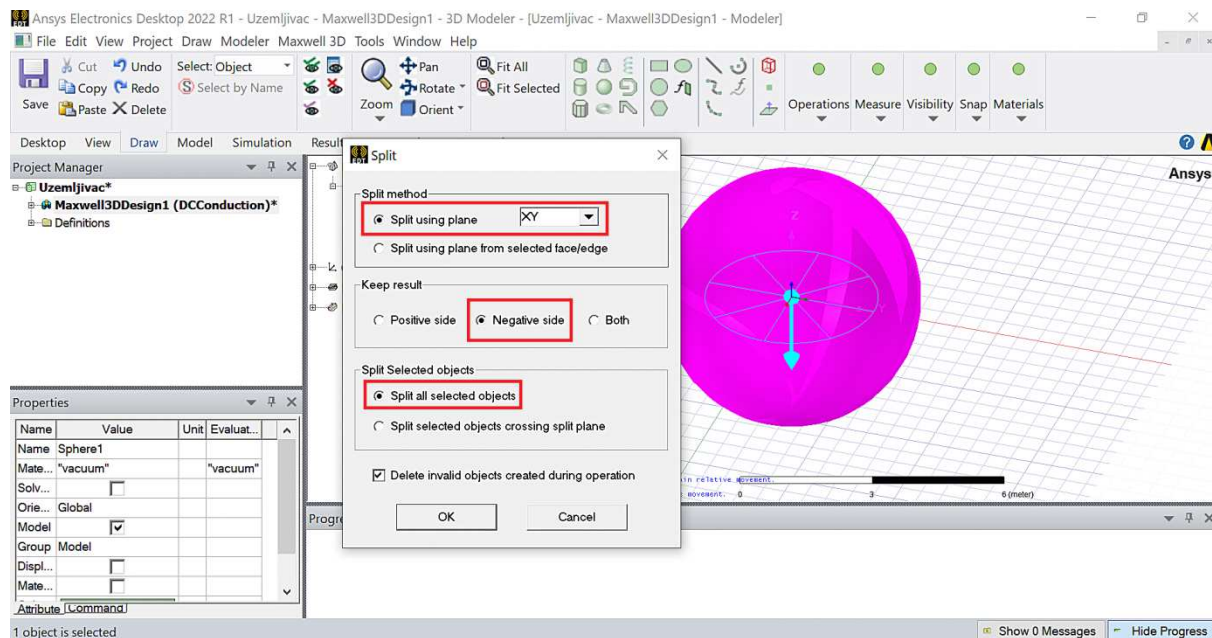 Ansys Electronics Desktop 2022 R1 - Uzemljivac - Maxwell3DDesign1 - 3D Modeler - [Uzemljivac - Maxwell3DDesign1 - Modeler]
File Edit View Project Draw Modeler Maxwell 3D Tools Window Help
Save
Cut
Copy
Paste
Undo
Redo
Delete
Select: Object
Select by Name
Zoom
Pan
Rotate
Orient
Fit All
Fit Selected
Operations Measure Visibility Snap Materials
Desktop View Draw Model Simulation
Project Manager
Uzemljivac*
Maxwell3DDesign1 (DCConduction)*
Definitions
Split
Split method
Split using plane XY
Split using plane from selected face/edge
Keep result
Positive side Negative side Both
Split Selected objects
Split all selected objects
Split selected objects crossing split plane
Delete invalid objects created during operation
OK Cancel
Ansys
Z
Y
in relative movement.
movement.
0 3 6 (meter)
Properties
Name Value Unit Evaluat...
Name Sphere1
Mate... "vacuum" "vacuum"
Solv...
Orie... Global
Model
Group Model
Displ...
Mate...
Attribute Command
1 object is selected
Show 0 Messages Hide Progress